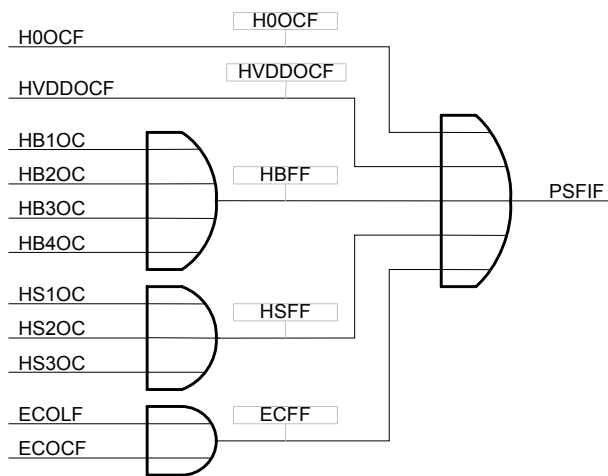 H0OCF
H0OCF
HVDDOCF
HVDDOCF
HB1OC
HB2OC
HBFF
PSFIF
HB3OC
HB4OC
HS1OC
HSFF
HS2OC
HS3OC
ECOLF
ECFF
ECOCF